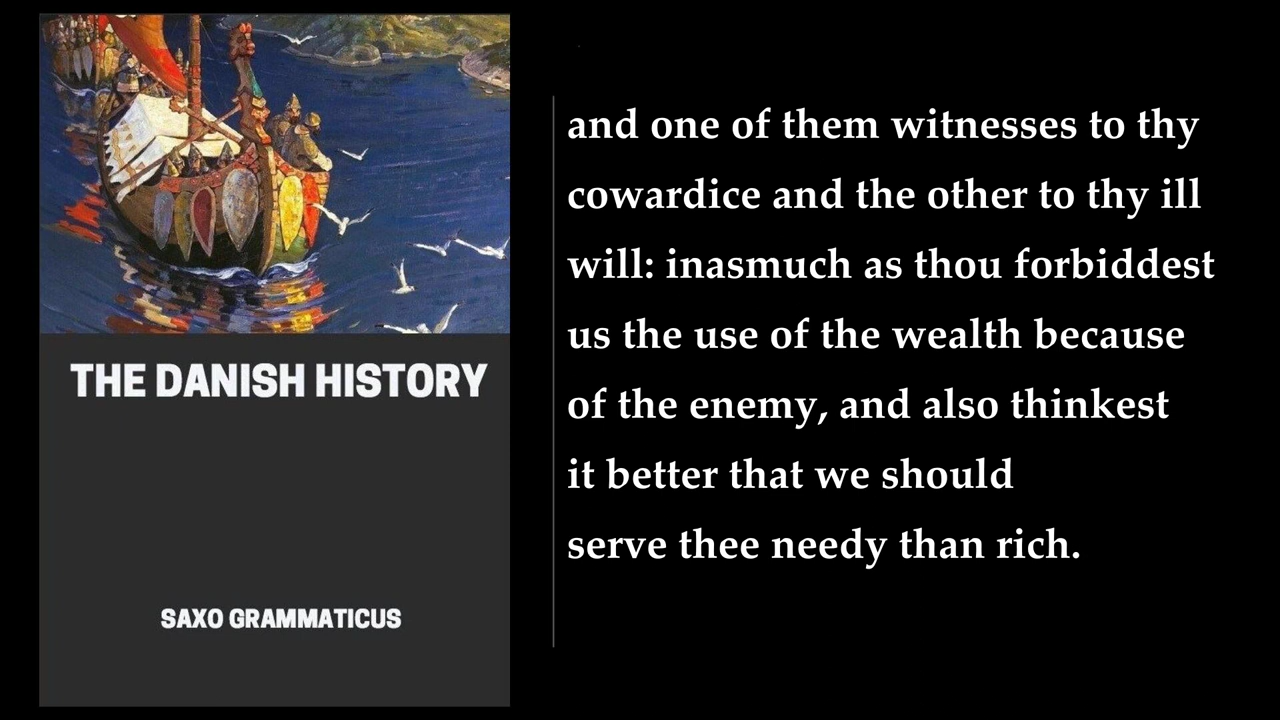 THE DANISH HISTORY
SAXO GRAMMATICUS
and one of them witnesses to thy
cowardice and the other to thy ill
will: inasmuch as thou forbiddest
us the use of the wealth because
of the enemy, and also thinkest
it better that we should
serve thee needy than rich.